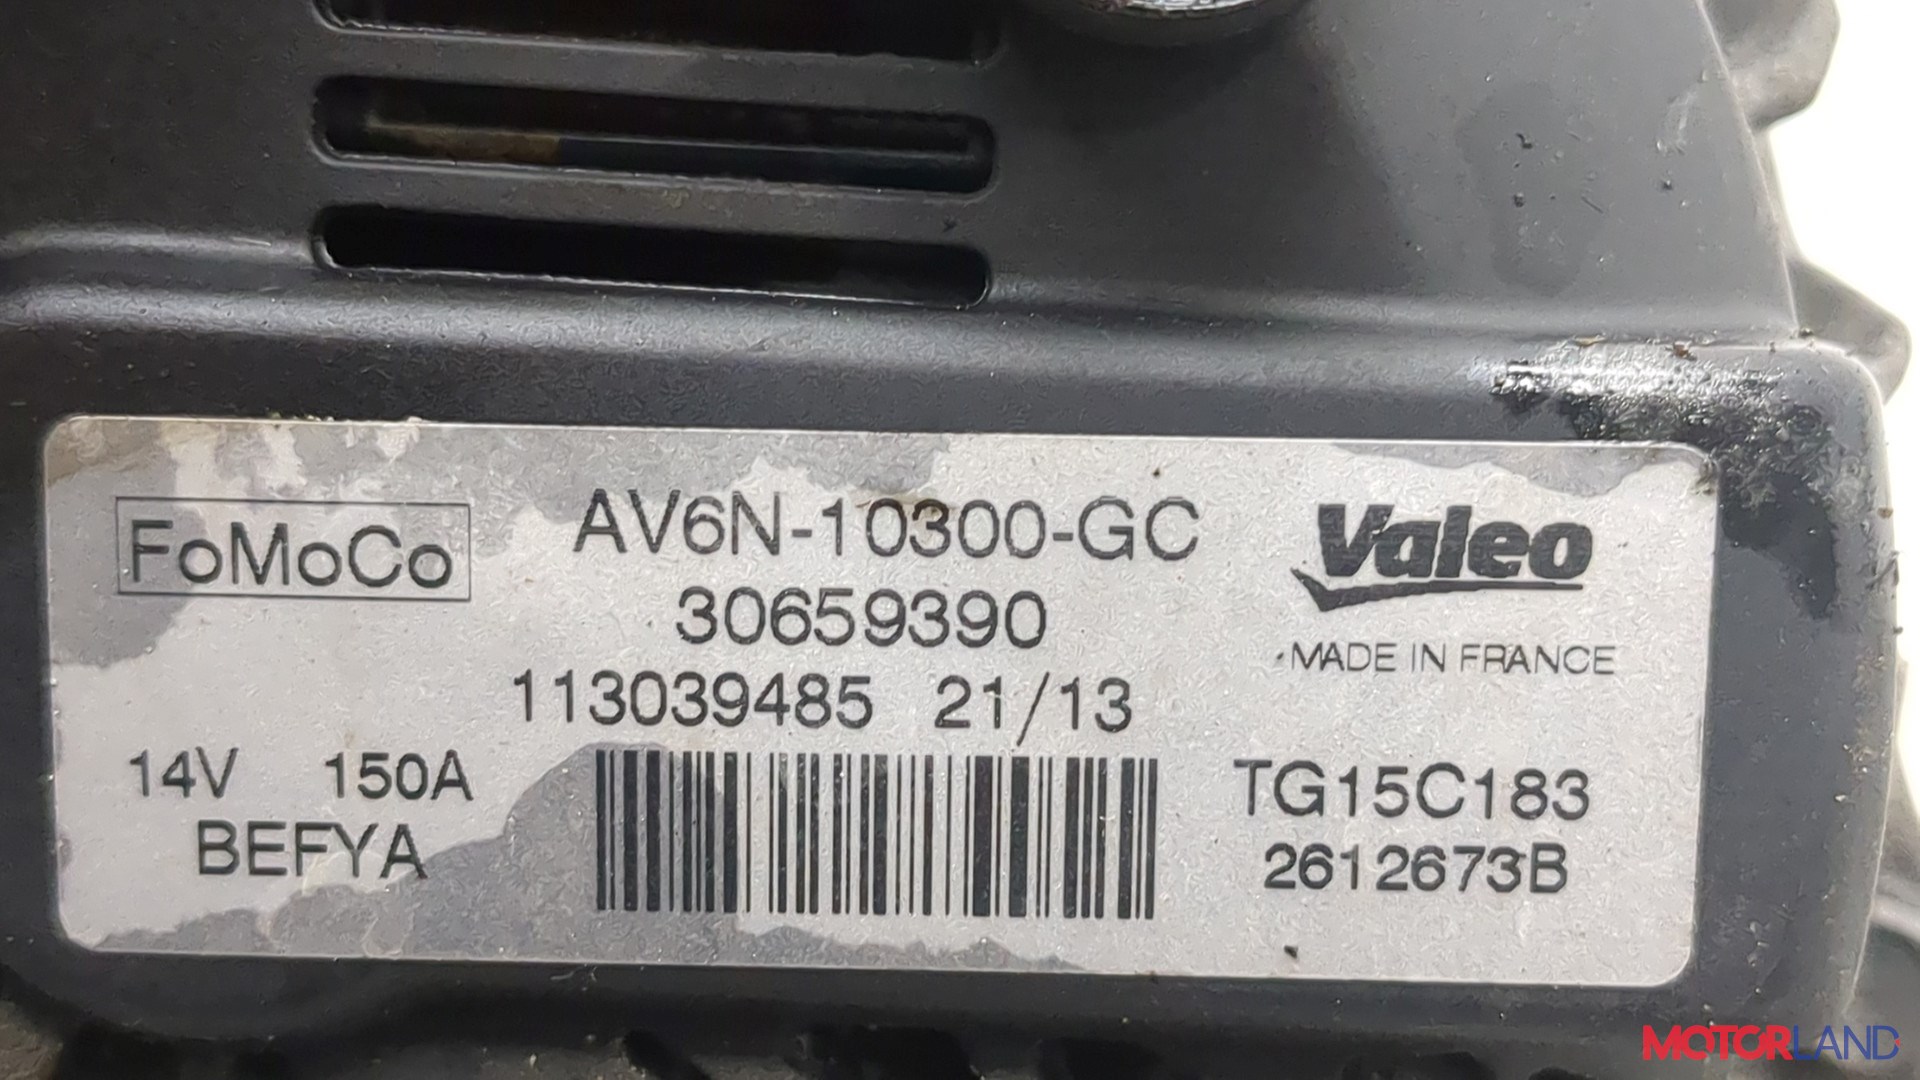 FoMoCo
AV6N-10300-GC
30659390
113039485 21/13
Valeo
MADE IN FRANCE
14V 150A
BEFYA
TG15C183
2612673B
MOTORLAND